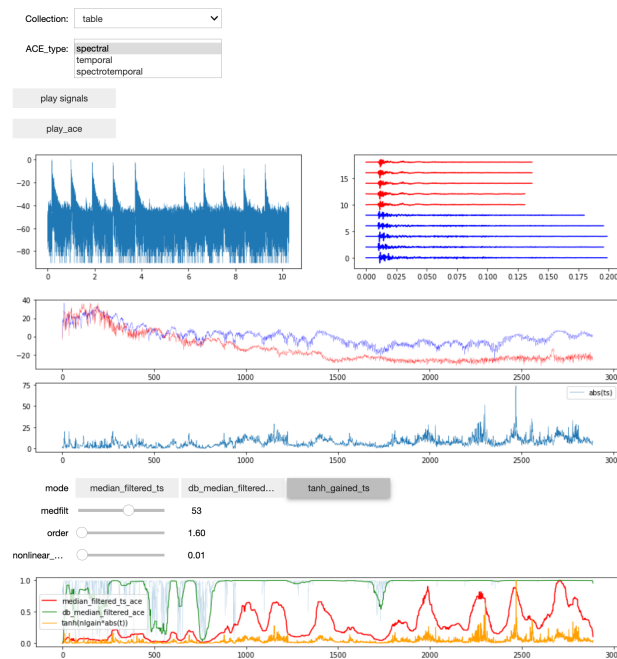 Collection: table
ACE_type: spectral
temporal
spectrotemporal
play signals
play_ace
0
−20
−40
−60
−80
0 2 4 6 8 10
15
10
5
0
0.000 0.025 0.050 0.075 0.100 0.125 0.150 0.175 0.200
40
20
0
−20
0 500 1000 1500 2000 2500 300
75
50
25
0
abs(ts)
0 500 1000 1500 2000 2500 300
mode median_filtered_ts db_median_filtered... tanh_gained_ts
medfilt 53
order 1.60
nonlinear_... 0.01
1.0
0.5
0.0
median_filtered_ts_ace
db_median_filtered_ace
tanh(nlgain*abs(t))
0 500 1000 1500 2000 2500 300